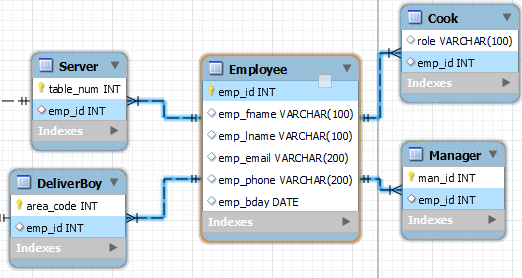 Server
table_num INT
emp_id INT
Indexes
DeliverBoy
area_code INT
emp_id INT
Indexes
Employee
emp_id INT
emp_fname VARCHAR(100)
emp_lname VARCHAR(100)
emp_email VARCHAR(200)
emp_phone VARCHAR(200)
emp_bday DATE
Indexes
Cook
role VARCHAR(100)
emp_id INT
Indexes
Manager
man_id INT
emp_id INT
Indexes